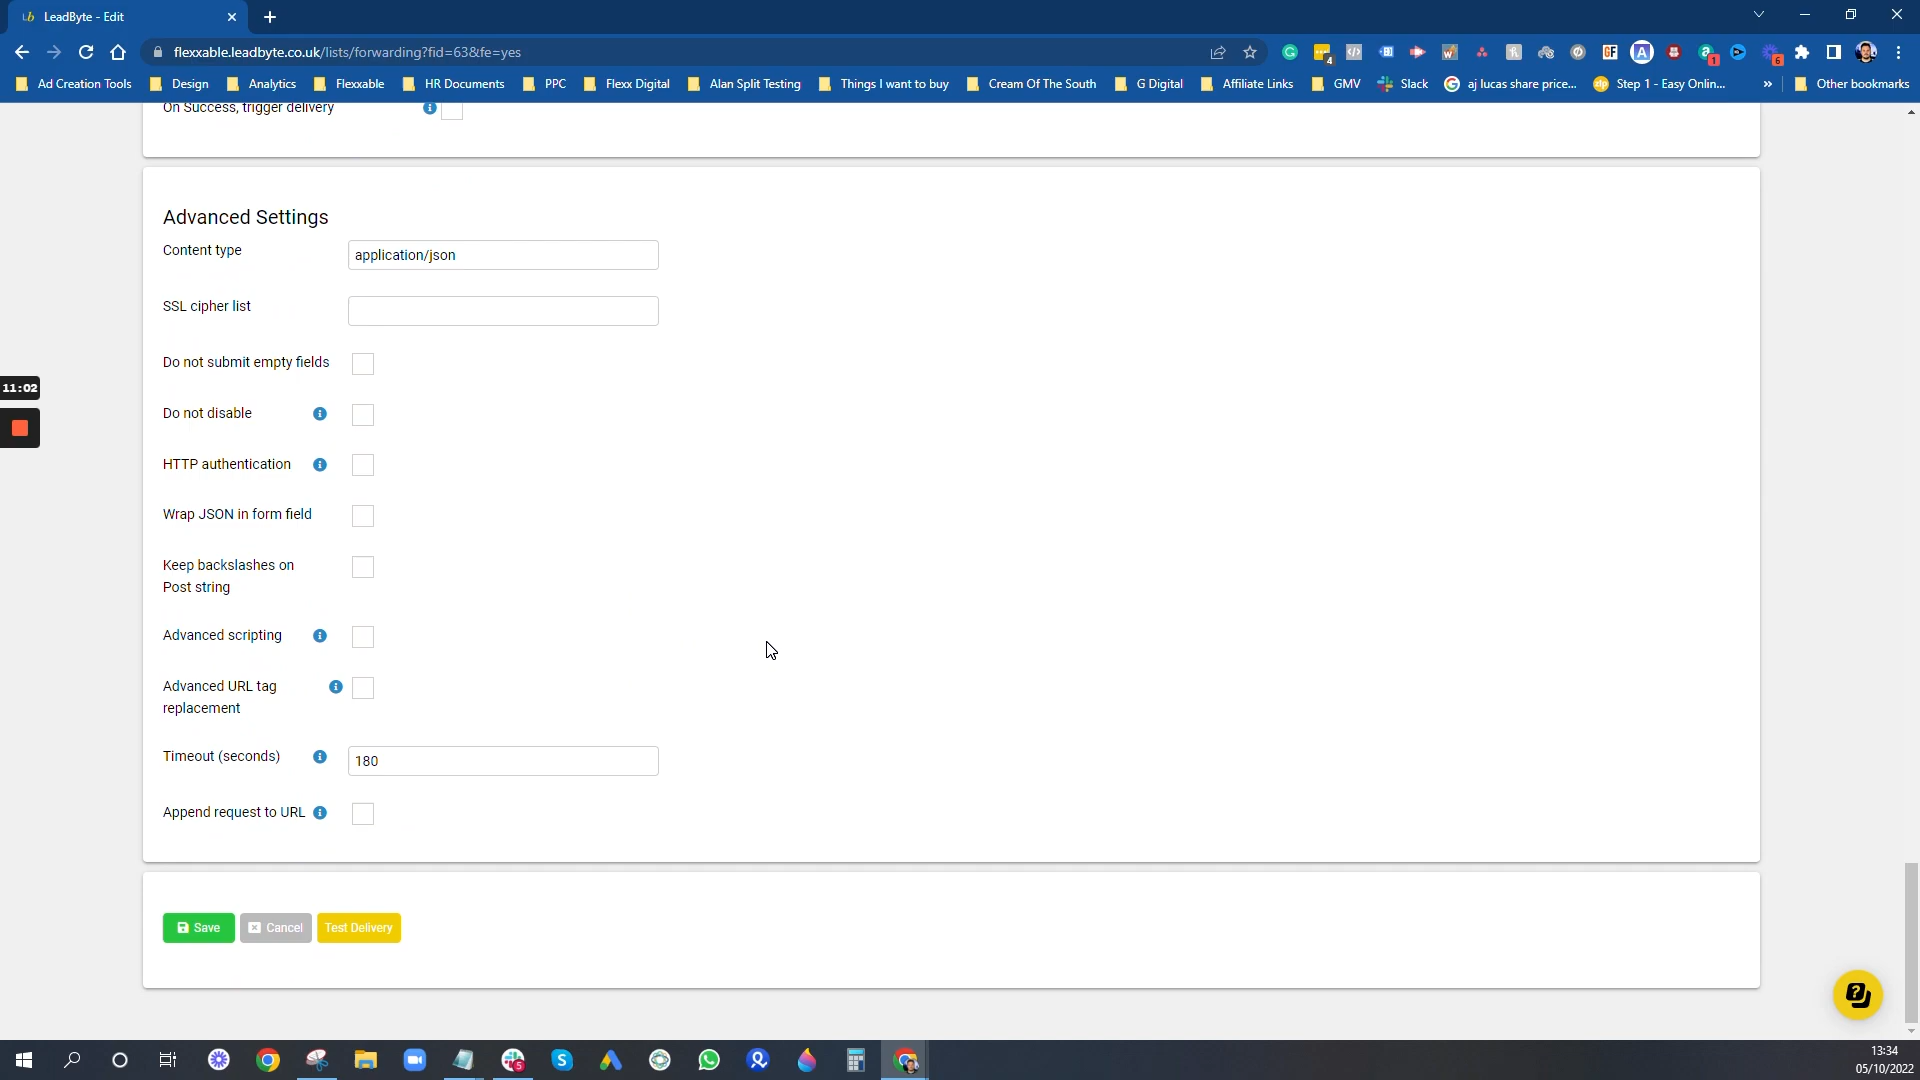 LeadByte - Edit
flexxable.leadbyte.co.uk/lists/forwarding?fid=63&fe=yes
Ad Creation Tools Design Analytics Flexxable HR Documents PPC Flexx Digital Alan Split Testing Things I want to buy Cream Of The South G Digital Affiliate Links GMV Slack aj lucas share price... Step 1 - Easy Onlin... » Other bookmarks
On Success, trigger delivery
Advanced Settings
Content type
application/json
SSL cipher list
Do not submit empty fields
11:02
Do not disable
HTTP authentication
Wrap JSON in form field
Keep backslashes on
Post string
Advanced scripting
Advanced URL tag
replacement
Timeout (seconds)
180
Append request to URL
Save Cancel Test Delivery
13:34
05/10/2022